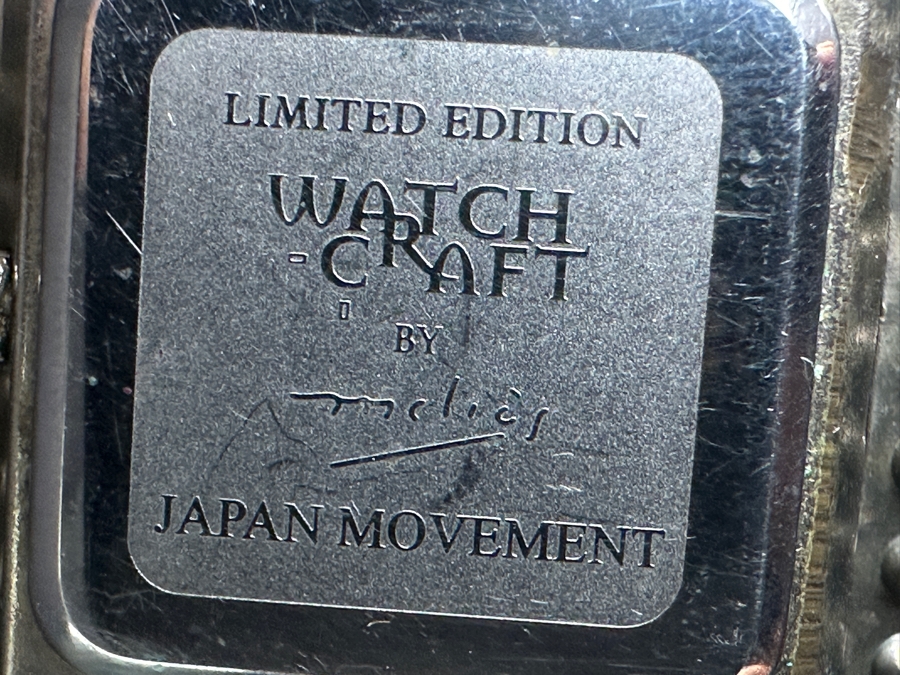 LIMITED EDITION
WATCH
CRAFT
BY
JAPAN MOVEMENT